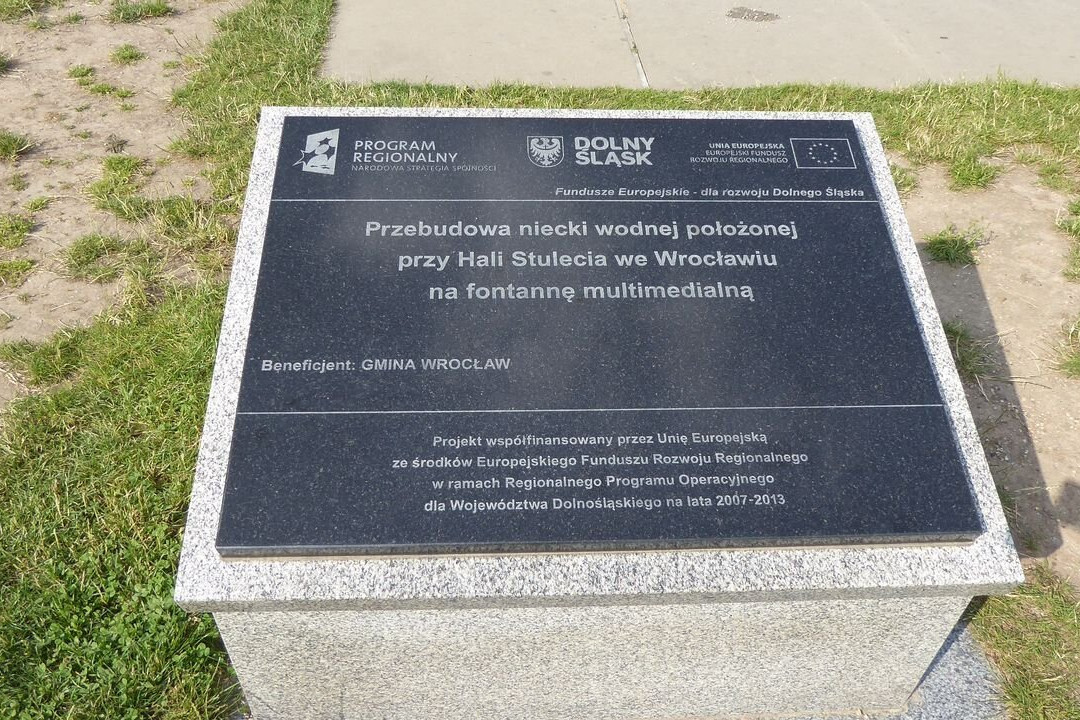 PROGRAM
REGIONALNY
NARODOWA STRATEGIA SPÓJNOŚCI
DOLNY
ŚLĄSK
UNIA EUROPEJSKA
EUROPEJSKI FUNDUSZ
ROZWOJU REGIONALNEGO
Fundusze Europejskie - dla rozwoju Dolnego Śląska
Przebudowa niecki wodnej położonej
przy Hali Stulecia we Wrocławiu
na fontannę multimedialną
Beneficjent: GMINA WROCŁAW
Projekt współfinansowany przez Unię Europejską
ze środków Europejskiego Funduszu Rozwoju Regionalnego
w ramach Regionalnego Programu Operacyjnego
dla Województwa Dolnośląskiego na lata 2007-2013